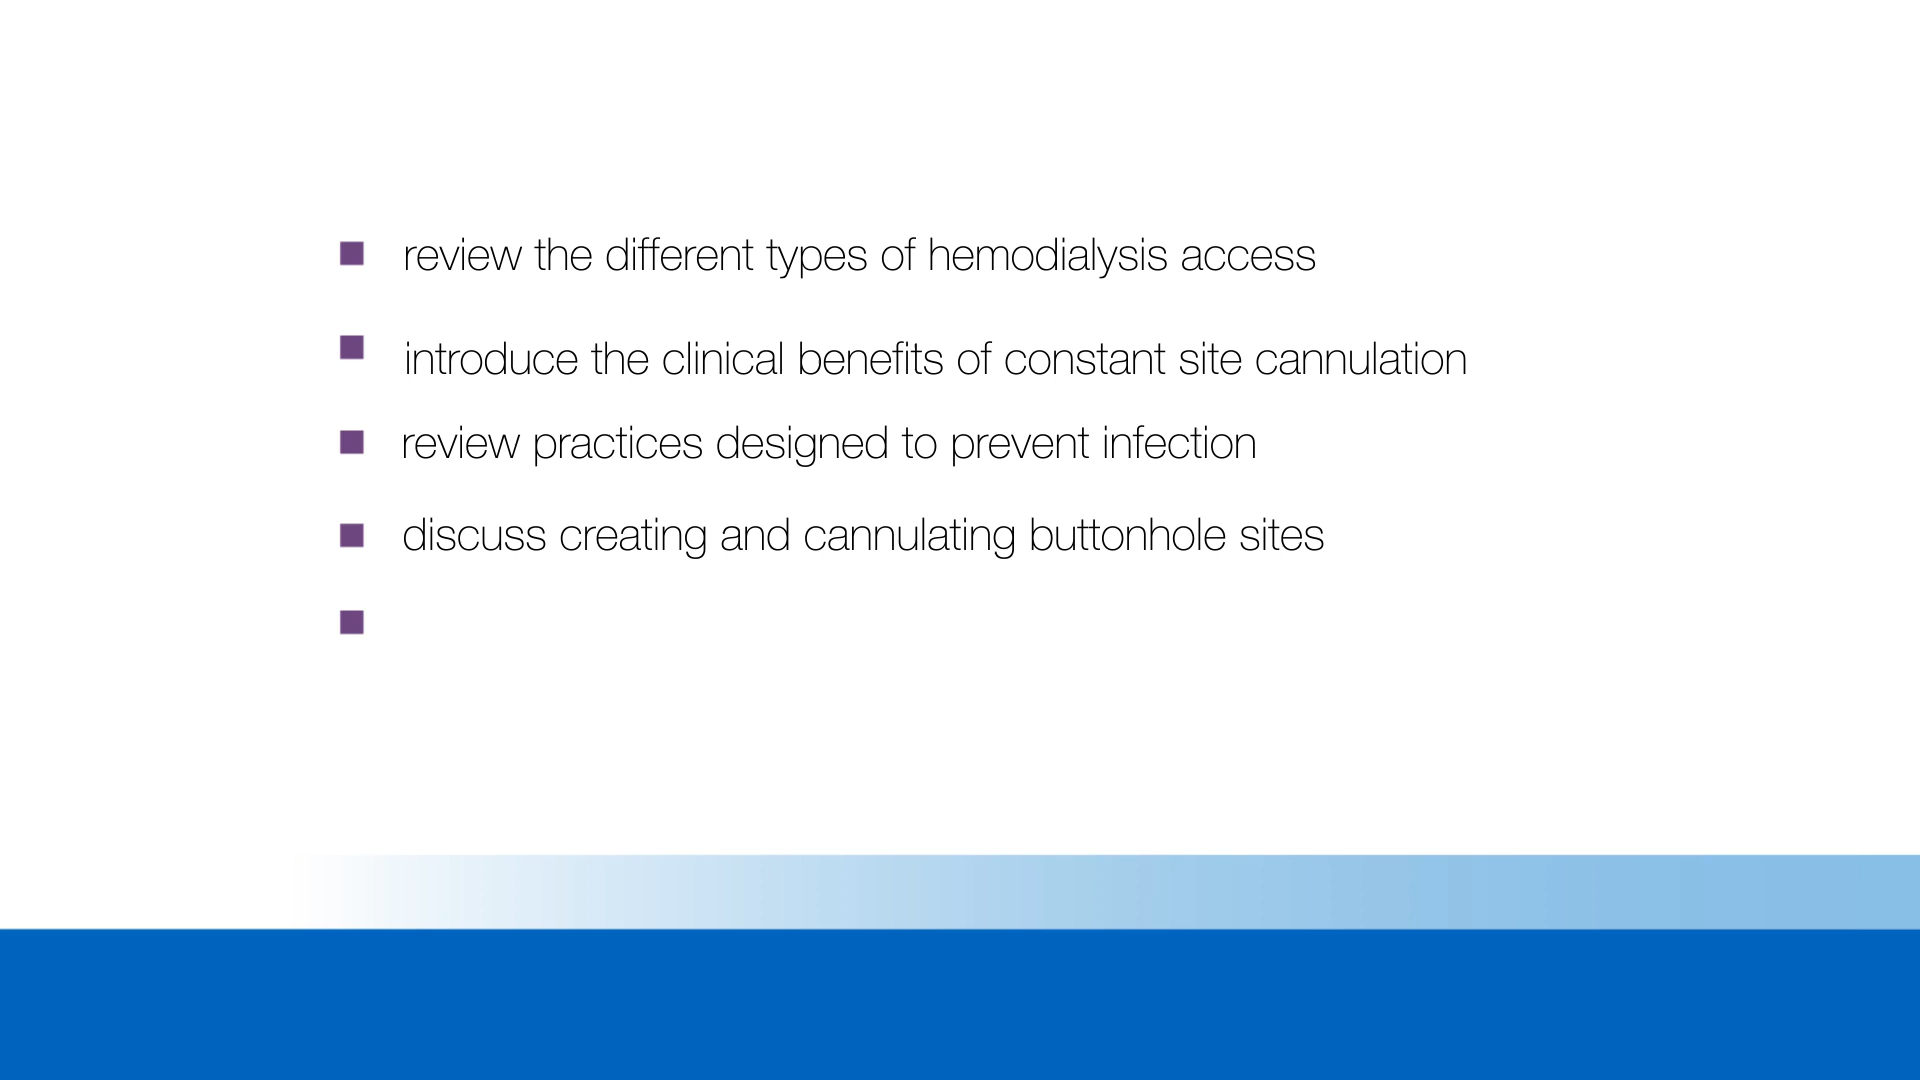 review the different types of hemodialysis access
introduce the clinical benefits of constant site cannulation
review practices designed to prevent infection
discuss creating and cannulating buttonhole sites